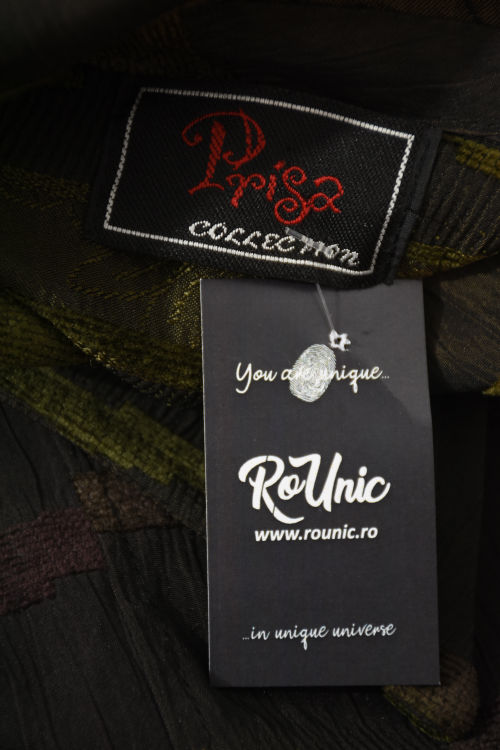 Prisa
COLLECTION
You are unique...
RoUnic
www.rounic.ro
...in unique universe